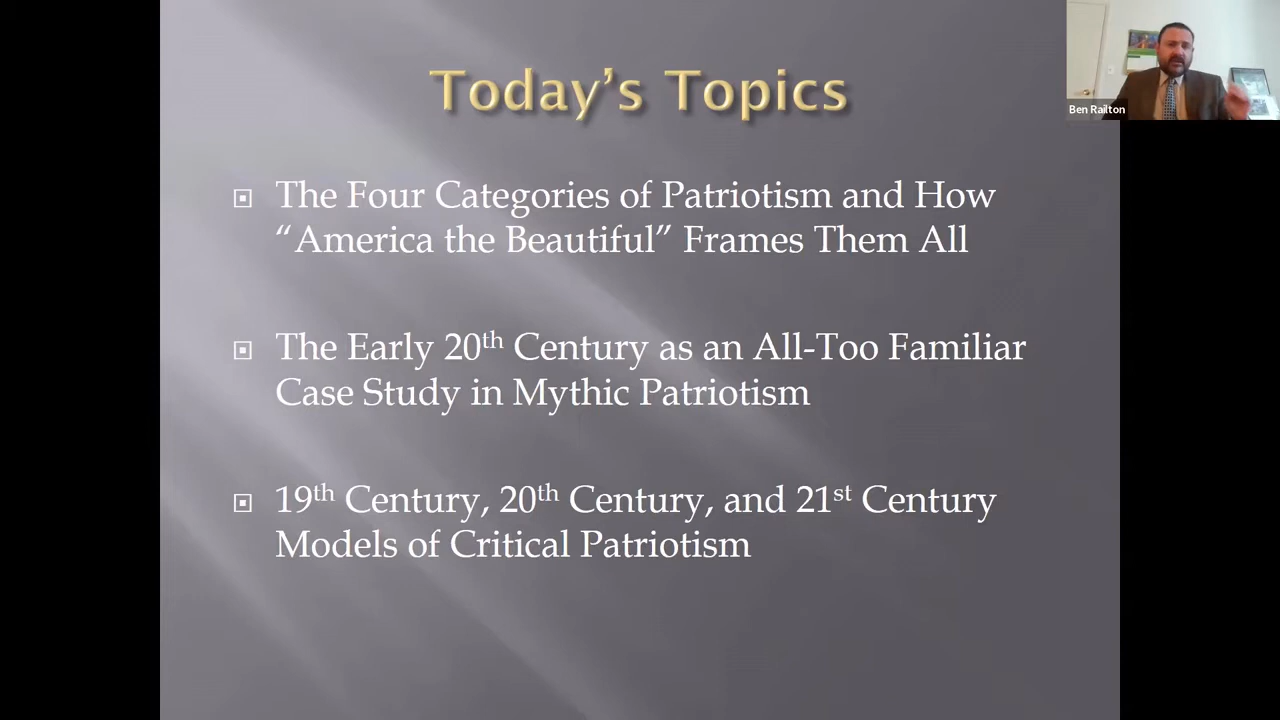 Today's Topics
Ben Railton
The Four Categories of Patriotism and How
“America the Beautiful” Frames Them All
The Early 20th Century as an All-Too Familiar
Case Study in Mythic Patriotism
19th Century, 20th Century, and 21st Century
Models of Critical Patriotism